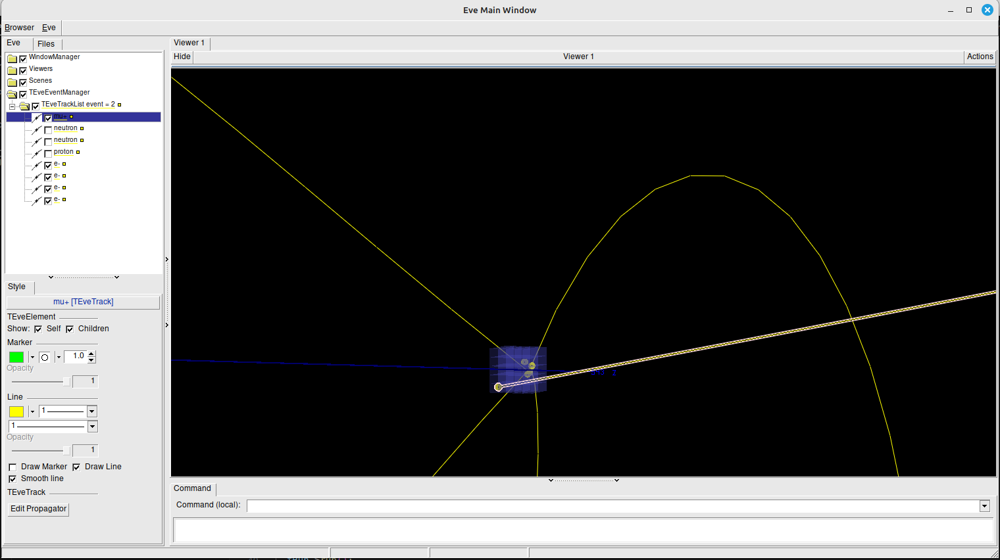 Eve Main Window
Browser Eve
Eve Files
WindowManager
Viewers
Scenes
TEveEventManager
TEveTrackList event = 2
mu+
neutron
neutron
proton
e-
e-
e-
e-
Style
mu+ [TEveTrack]
TEveElement
Show: Self Children
Marker
1.0
Opacity
1
Line
1
1
Opacity
1
Draw Marker Draw Line
Smooth line
TEveTrack
Edit Propagator
Viewer 1
Hide Viewer 1 Actions
2
Command
Command (local):